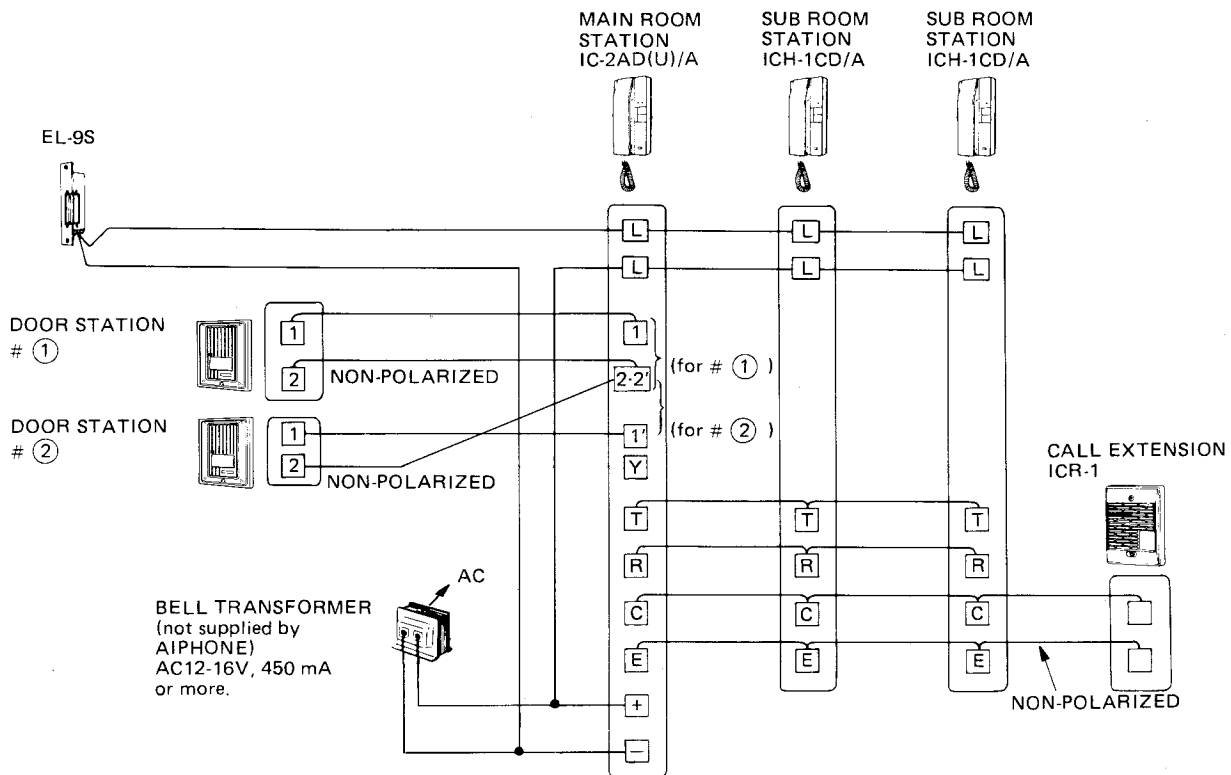 MAIN ROOM
STATION
IC-2AD(U)/A
SUB ROOM
STATION
ICH-1CD/A
SUB ROOM
STATION
ICH-1CD/A
EL-9S
L L L
L L L
DOOR STATION
# ①
1
2
NON-POLARIZED
1
2·2'
(for # ① )
DOOR STATION
# ②
1
2
NON-POLARIZED
1'
(for # ② )
Y
CALL EXTENSION
ICR-1
T T T
R R R
C C C
E E E
NON-POLARIZED
AC
BELL TRANSFORMER
(not supplied by
AIPHONE)
AC12-16V, 450 mA
or more.
+
−